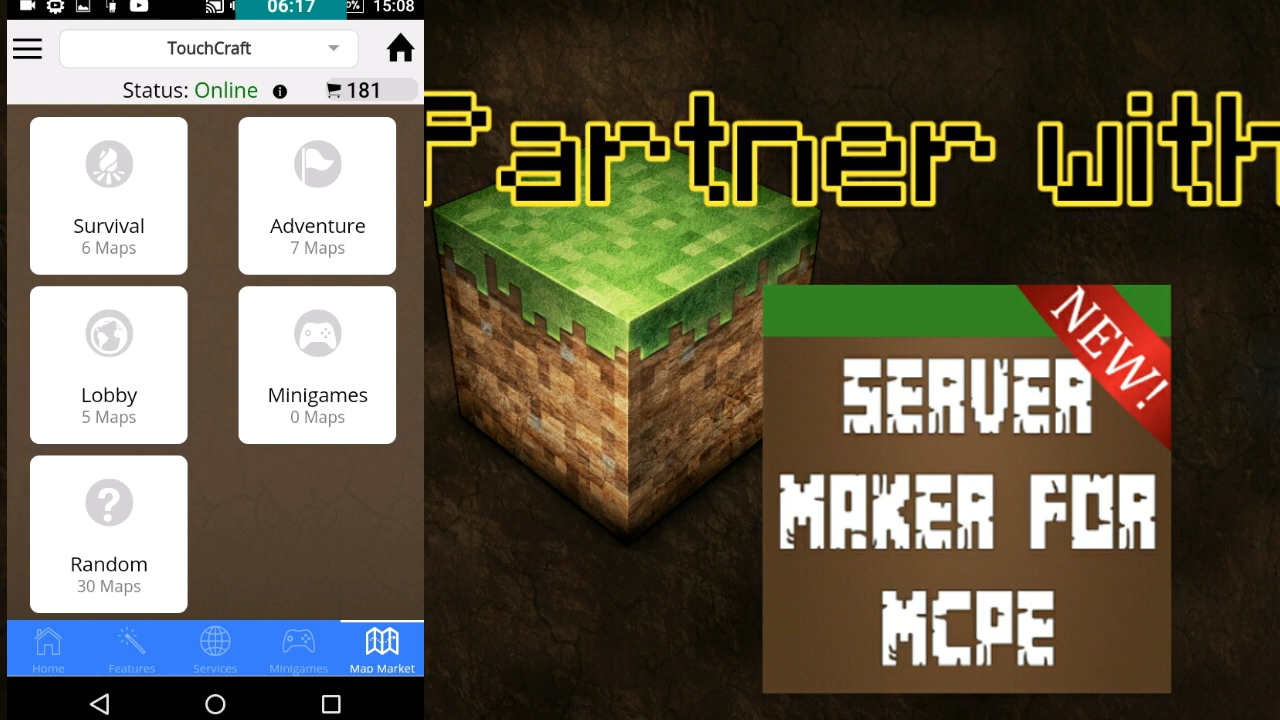 06:17
0%
15:08
TouchCraft
Status: Online
181
Survival
6 Maps
Adventure
7 Maps
Lobby
5 Maps
Minigames
0 Maps
Random
30 Maps
Home
Features
Services
Minigames
Map Market
Partner with
NEW!
SERVER
MAKER FOR
MCPE